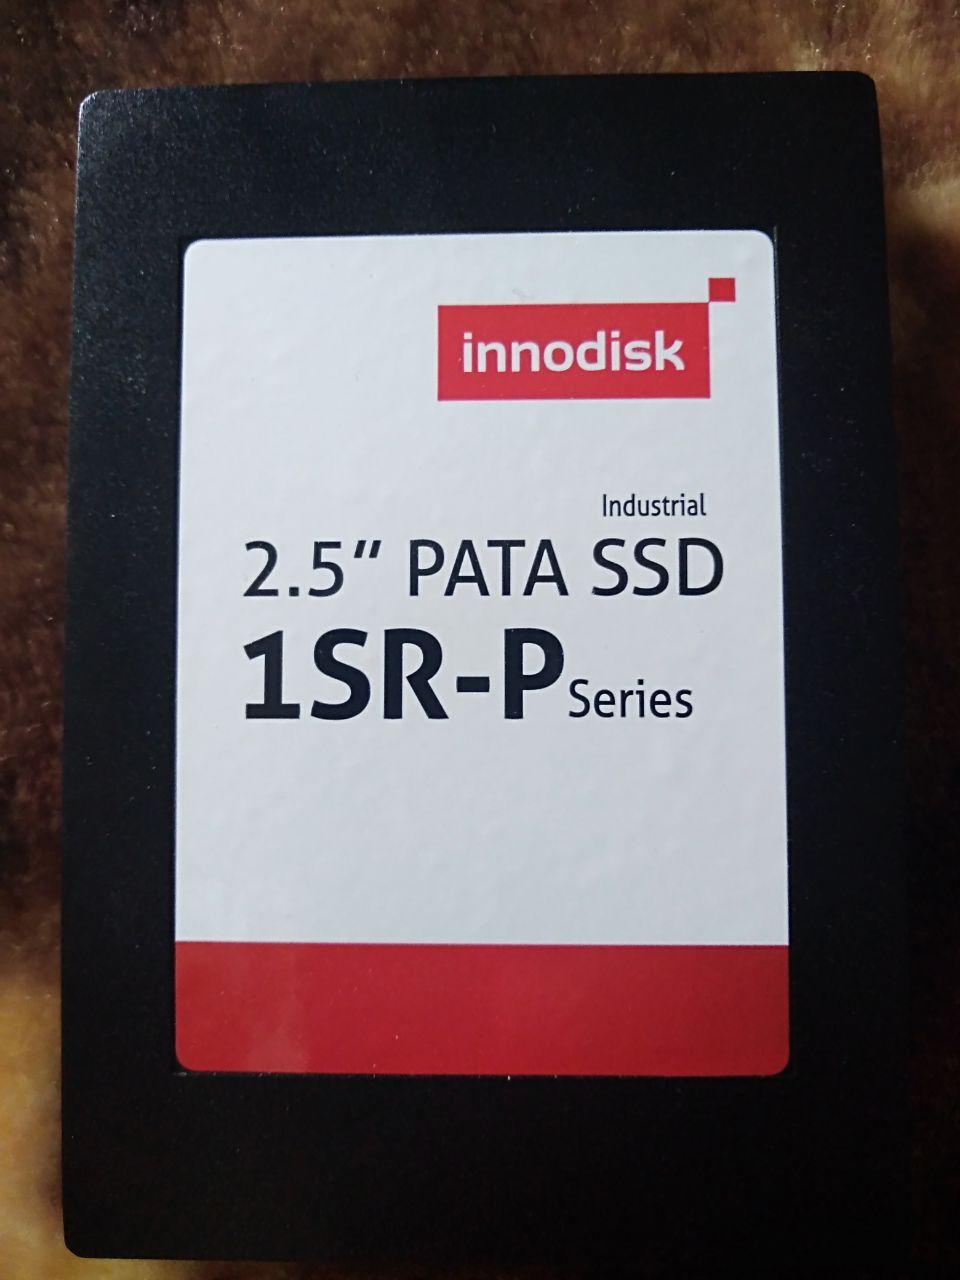 innodisk
Industrial
2.5" PATA SSD
1SR-P Series